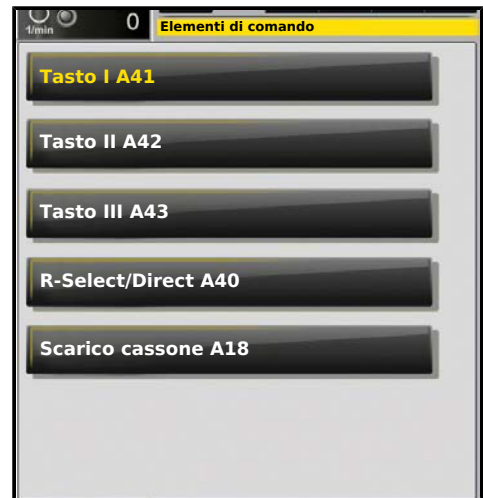 1/min
0
Elementi di comando
Tasto I A41
Tasto II A42
Tasto III A43
R-Select/Direct A40
Scarico cassone A18